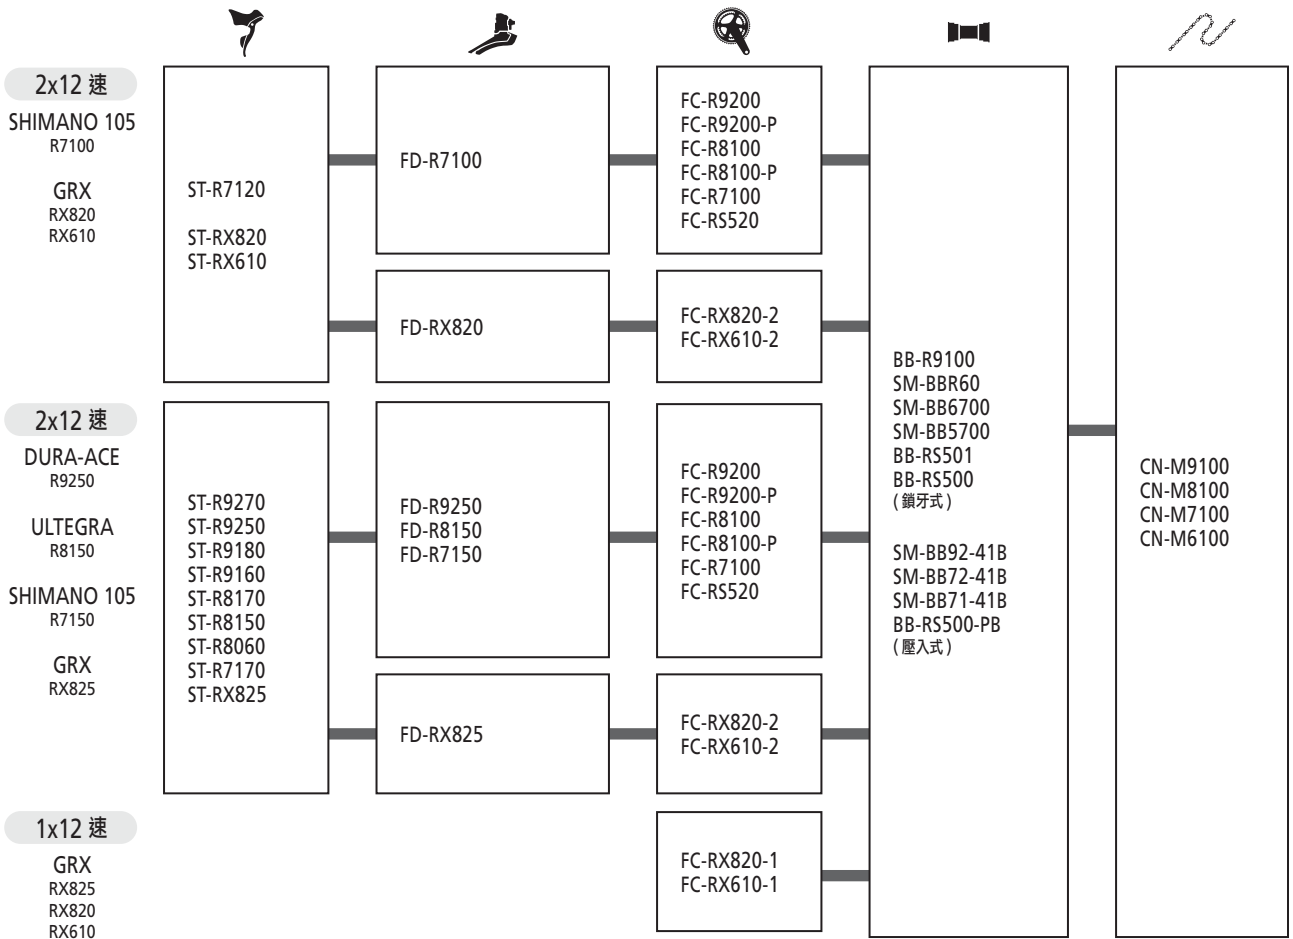 2x12 速
SHIMANO 105
R7100
GRX
RX820
RX610
ST-R7120
ST-RX820
ST-RX610
FD-R7100
FC-R9200
FC-R9200-P
FC-R8100
FC-R8100-P
FC-R7100
FC-RS520
FD-RX820
FC-RX820-2
FC-RX610-2
2x12 速
DURA-ACE
R9250
ULTEGRA
R8150
SHIMANO 105
R7150
GRX
RX825
ST-R9270
ST-R9250
ST-R9180
ST-R9160
ST-R8170
ST-R8150
ST-R8060
ST-R7170
ST-RX825
FD-R9250
FD-R8150
FD-R7150
FC-R9200
FC-R9200-P
FC-R8100
FC-R8100-P
FC-R7100
FC-RS520
FD-RX825
FC-RX820-2
FC-RX610-2
1x12 速
GRX
RX825
RX820
RX610
FC-RX820-1
FC-RX610-1
BB-R9100
SM-BBR60
SM-BB6700
SM-BB5700
BB-RS501
BB-RS500
(鎖牙式)
SM-BB92-41B
SM-BB72-41B
SM-BB71-41B
BB-RS500-PB
(壓入式)
CN-M9100
CN-M8100
CN-M7100
CN-M6100